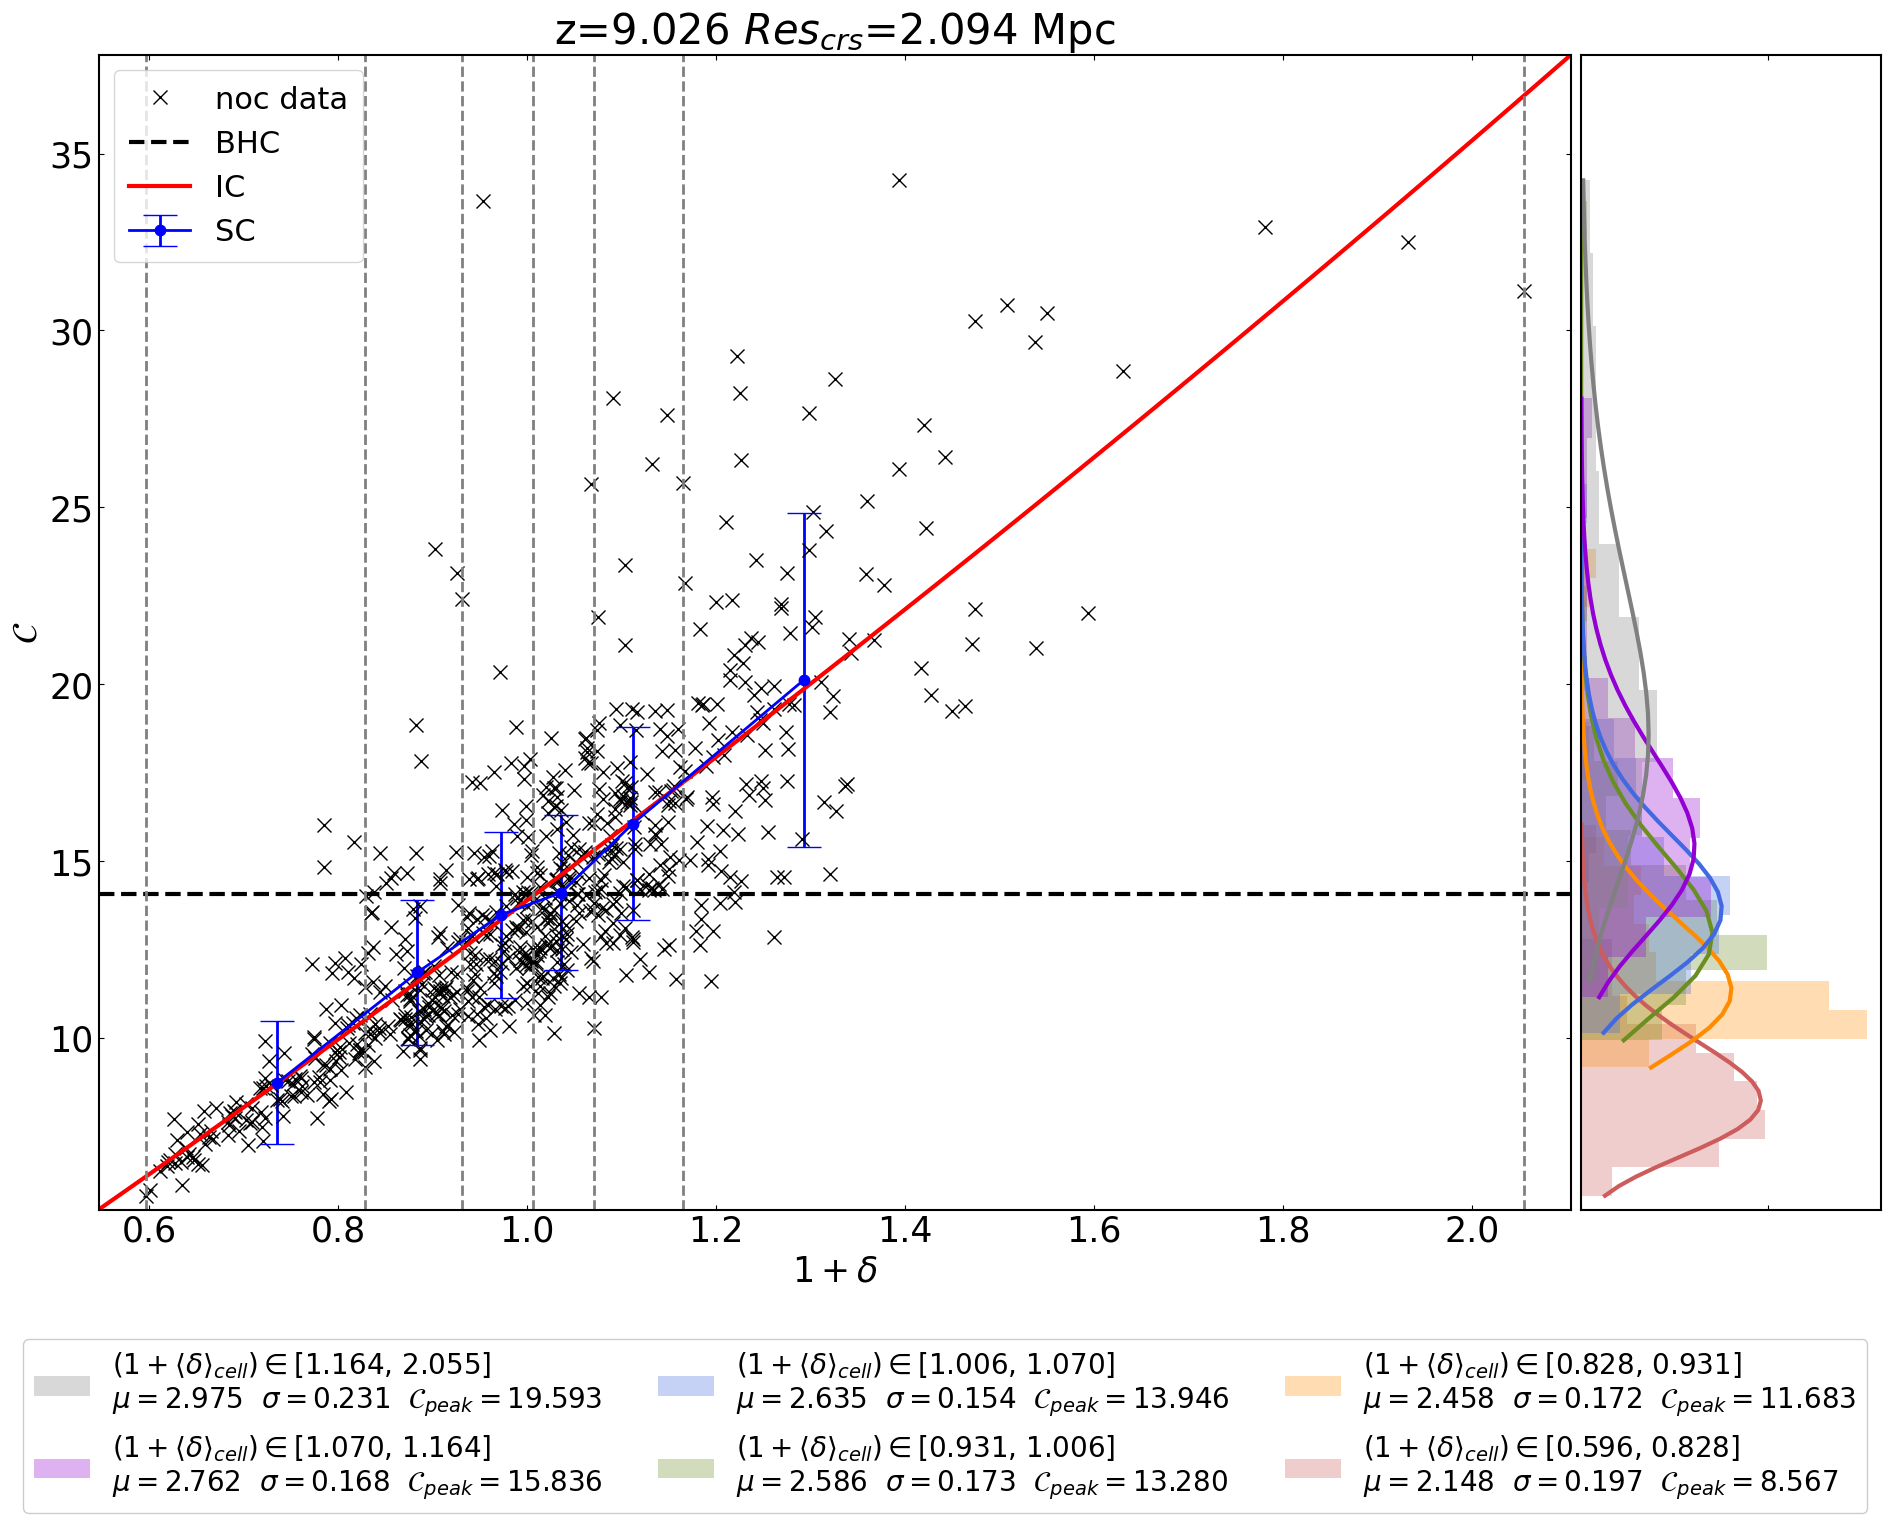 z=9.026 Res_crs=2.094 Mpc
noc data
BHC
IC
SC
35
30
25
20
15
10
𝒞
0.6 0.8 1.0 1.2 1.4 1.6 1.8 2.0
1 + δ
(1 + ⟨δ⟩_cell) ∈ [1.164, 2.055]
μ = 2.975 σ = 0.231 𝒞_peak = 19.593
(1 + ⟨δ⟩_cell) ∈ [1.070, 1.164]
μ = 2.762 σ = 0.168 𝒞_peak = 15.836
(1 + ⟨δ⟩_cell) ∈ [1.006, 1.070]
μ = 2.635 σ = 0.154 𝒞_peak = 13.946
(1 + ⟨δ⟩_cell) ∈ [0.931, 1.006]
μ = 2.586 σ = 0.173 𝒞_peak = 13.280
(1 + ⟨δ⟩_cell) ∈ [0.828, 0.931]
μ = 2.458 σ = 0.172 𝒞_peak = 11.683
(1 + ⟨δ⟩_cell) ∈ [0.596, 0.828]
μ = 2.148 σ = 0.197 𝒞_peak = 8.567